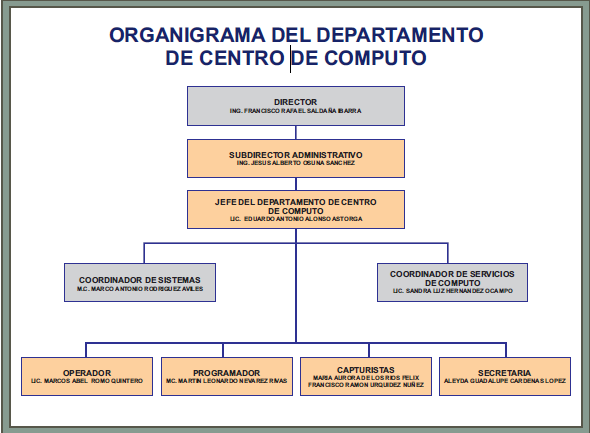 ORGANIGRAMA DEL DEPARTAMENTO
DE CENTRO DE COMPUTO
DIRECTOR
ING. FRANCISCO RAFAEL SALDAÑA IBARRA
SUBDIRECTOR ADMINISTRATIVO
ING. JESUS ALBERTO OSUNA SANCHEZ
JEFE DEL DEPARTAMENTO DE CENTRO
DE COMPUTO
LIC. EDUARDO ANTONIO ALONSO ASTORGA
COORDINADOR DE SISTEMAS
M.C. MARCO ANTONIO RODRIGUEZ AVILES
COORDINADOR DE SERVICIOS
DE COMPUTO
LIC. SANDRA LUZ HERNANDEZ OCAMPO
OPERADOR
LIC. MARCOS ABEL ROMO QUINTERO
PROGRAMADOR
MC. MARTIN LEONARDO NEVAREZ RIVAS
CAPTURISTAS
MARIA AURORA DE LOS RIOS FELIX
FRANCISCO RAMON URQUIDEZ NUÑEZ
SECRETARIA
ALEYDA GUADALUPE CARDENAS LOPEZ